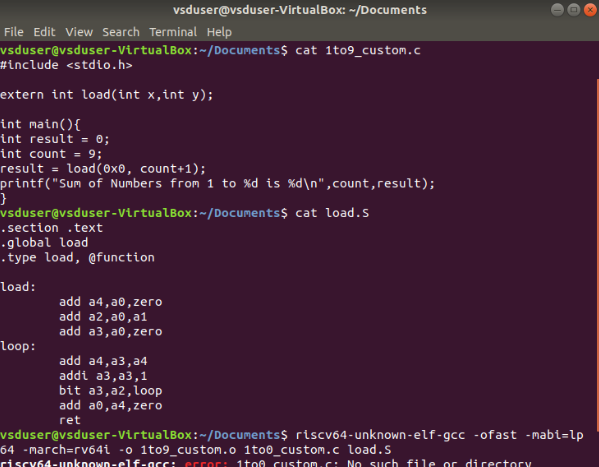 vsduser@vsduser-VirtualBox: ~/Documents
File Edit View Search Terminal Help
vsduser@vsduser-VirtualBox:~/Documents$ cat 1to9_custom.c
#include <stdio.h>
extern int load(int x,int y);
int main(){
int result = 0;
int count = 9;
result = load(0x0, count+1);
printf("Sum of Numbers from 1 to %d is %d\n",count,result);
}
vsduser@vsduser-VirtualBox:~/Documents$ cat load.S
.section .text
.global load
.type load, @function
load:
add a4,a0,zero
add a2,a0,a1
add a3,a0,zero
loop:
add a4,a3,a4
addi a3,a3,1
bit a3,a2,loop
add a0,a4,zero
ret
vsduser@vsduser-VirtualBox:~/Documents$ riscv64-unknown-elf-gcc -ofast -mabi=lp
64 -march=rv64i -o 1to9_custom.o 1to0_custom.c load.S
riscv64-unknown-elf-gcc: error: 1to0_custom.c: No such file or directory